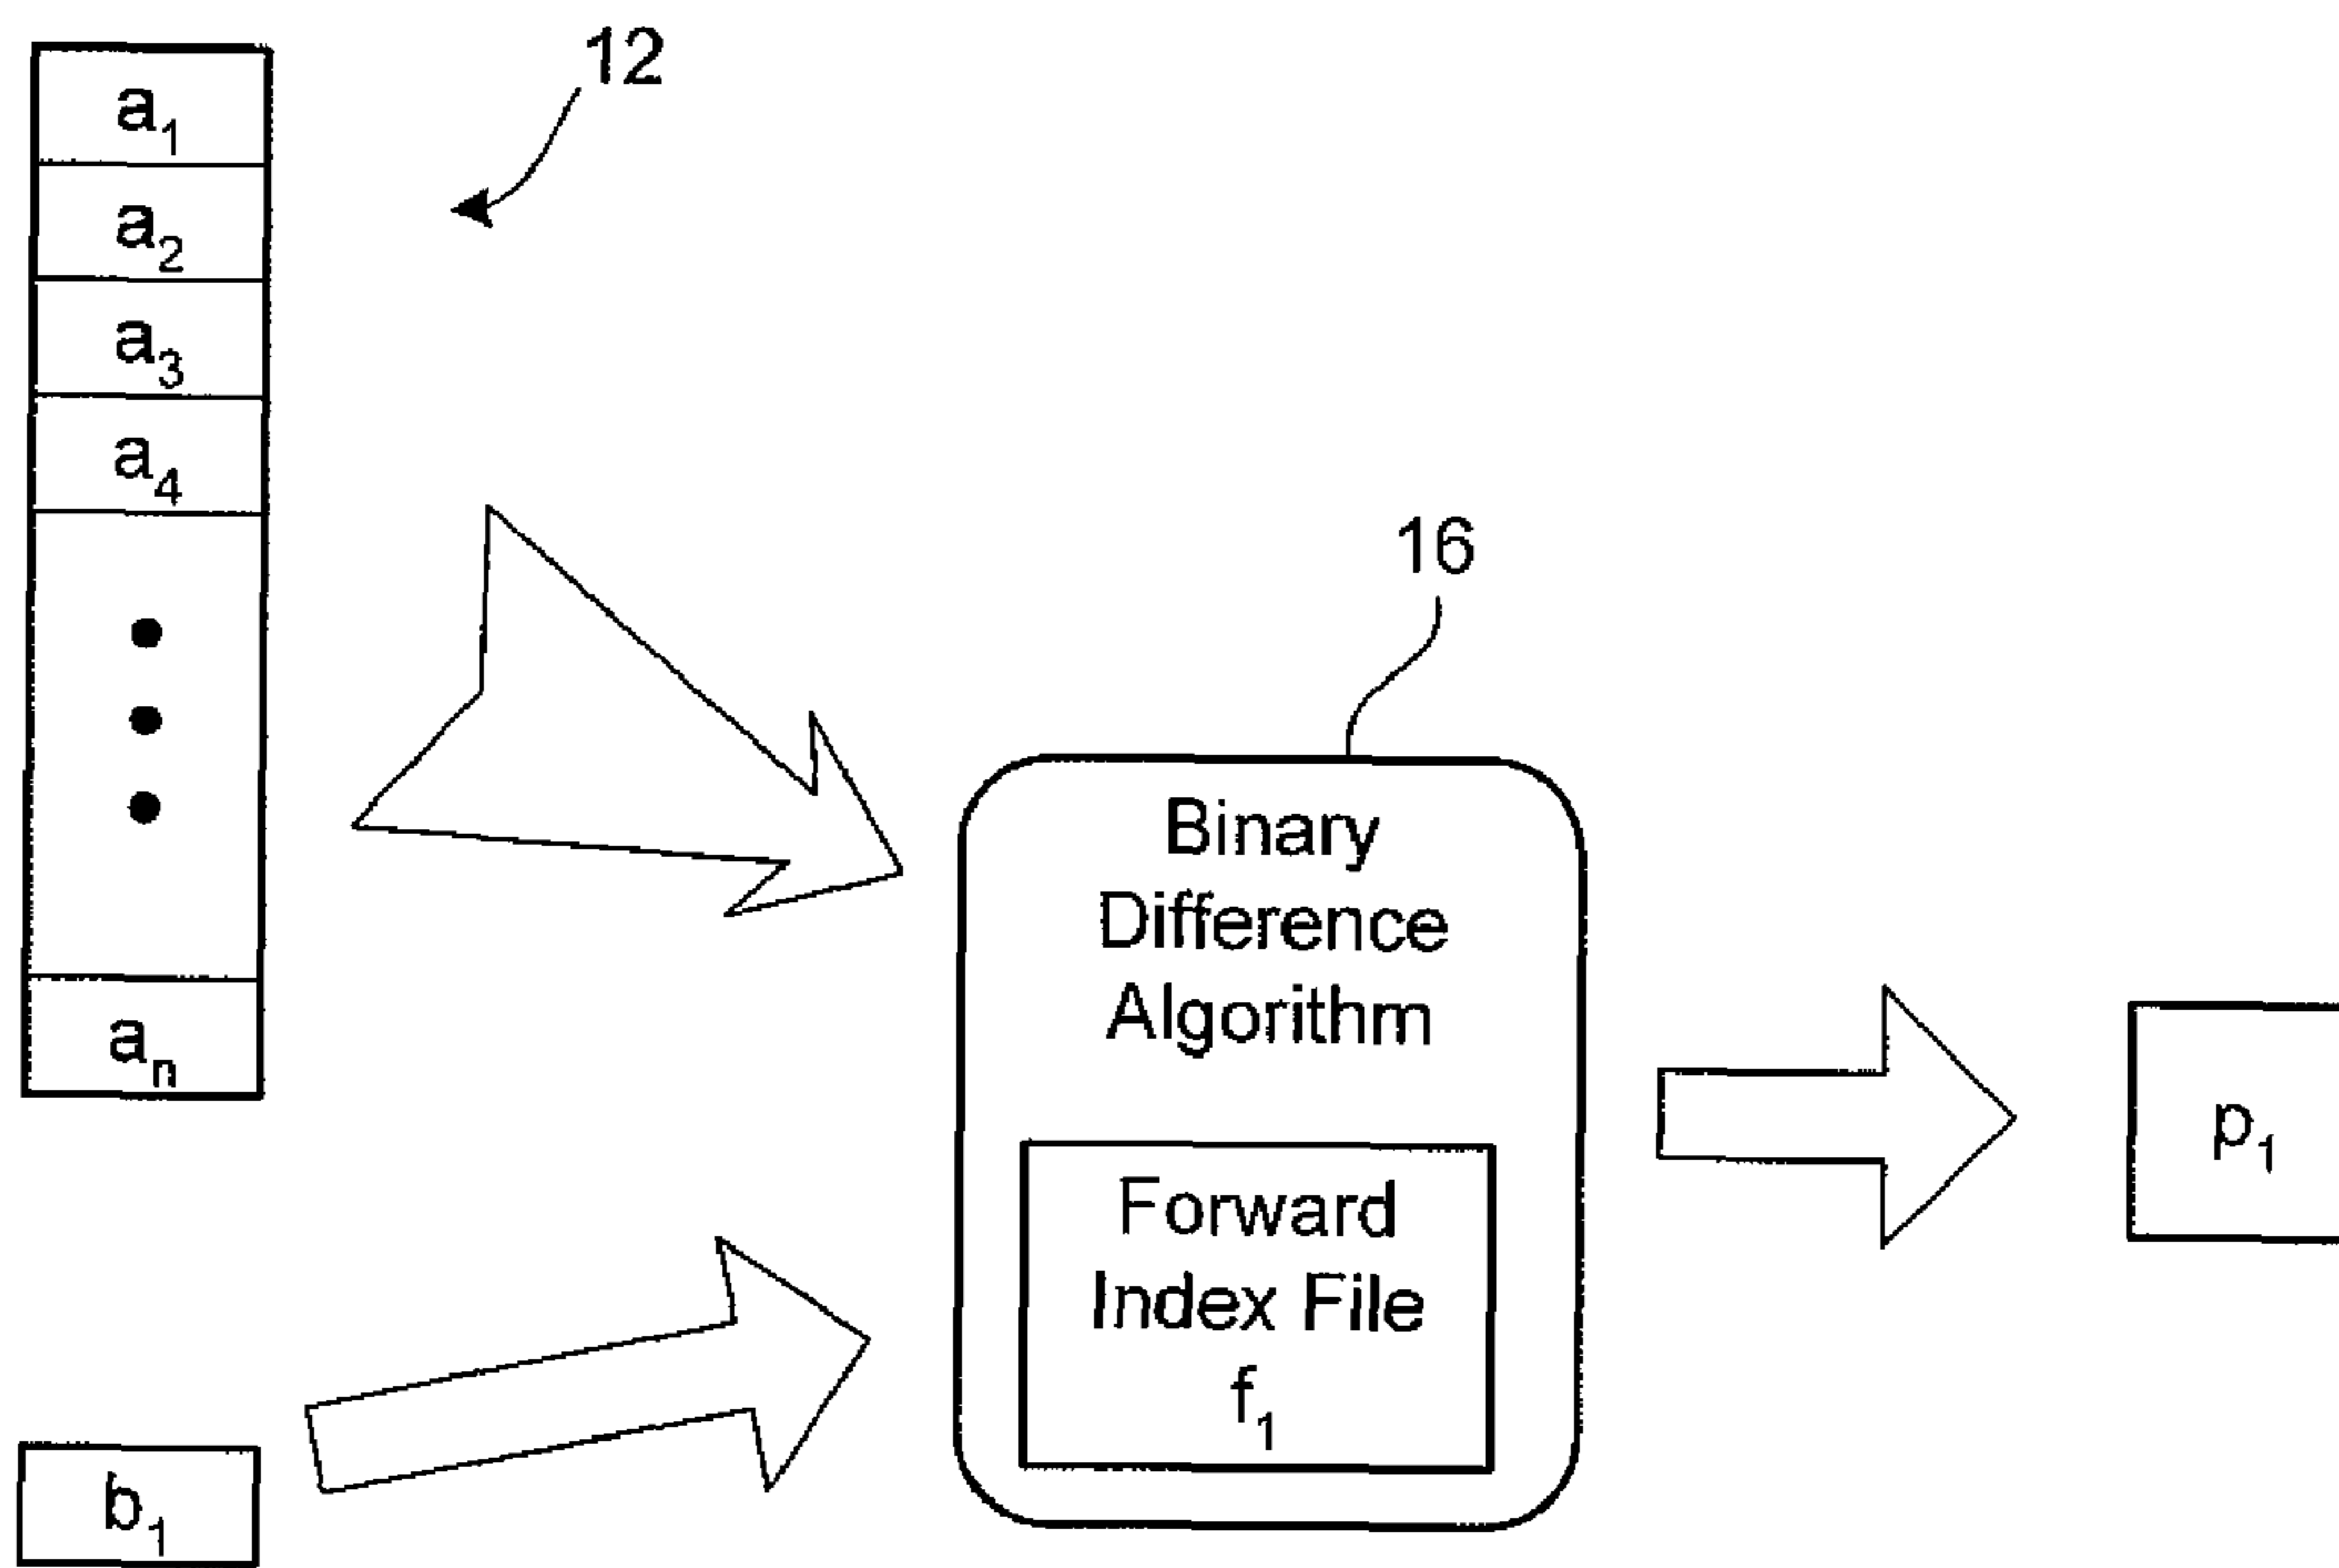 12
a₁
a₂
a₃
a₄
aₙ
b₁
16
Binary
Difference
Algorithm
Forward
Index File
f₁
p₁